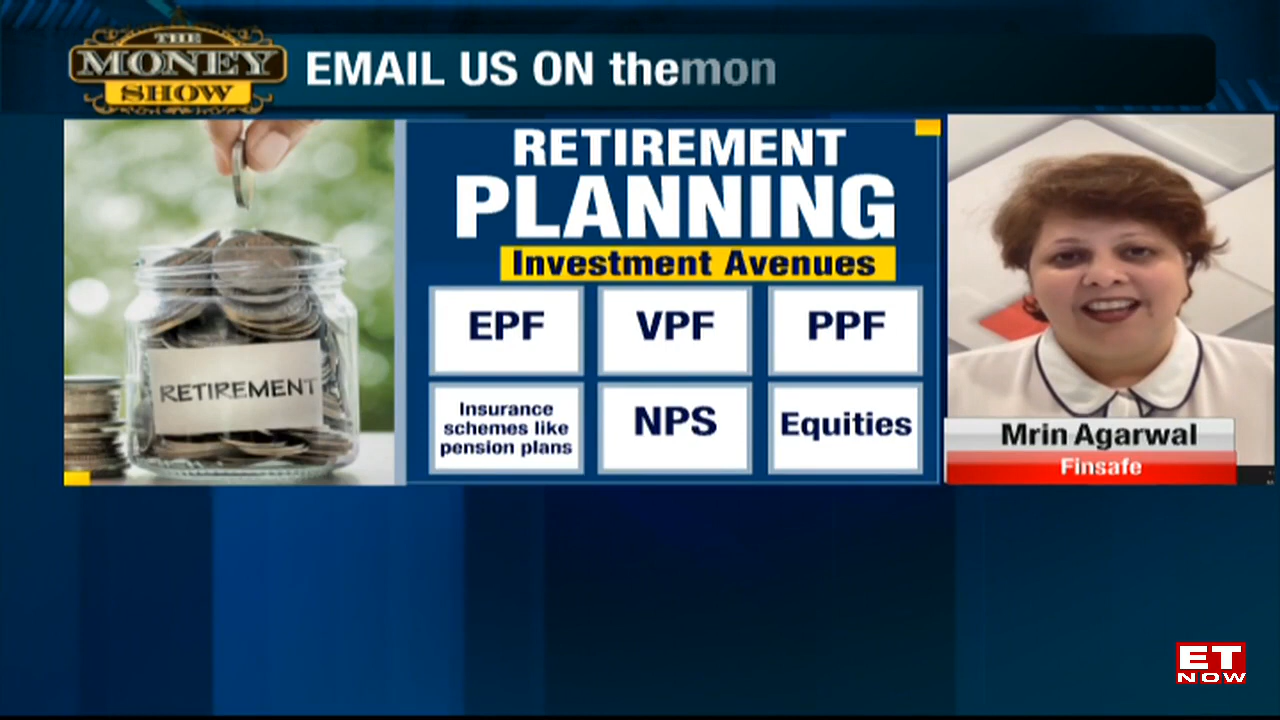 THE
MONEY
SHOW
EMAIL US ON themon
RETIREMENT
PLANNING
Investment Avenues
EPF
VPF
PPF
Insurance
schemes like
pension plans
NPS
Equities
RETIREMENT
Mrin Agarwal
Finsafe
ET
NOW